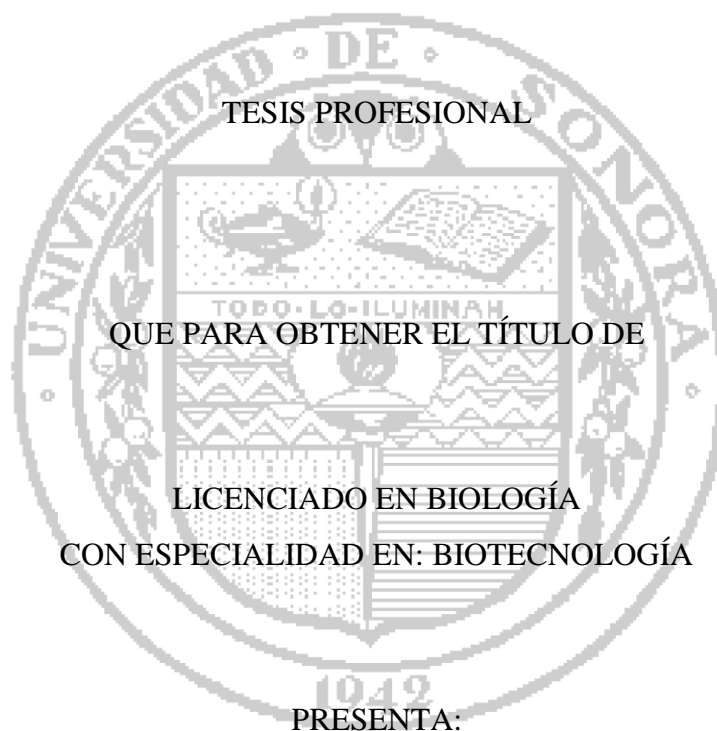 UNIVERSIDAD · DE · SONORA
TESIS PROFESIONAL
TODO·LO·ILUMINAN
QUE PARA OBTENER EL TÍTULO DE
LICENCIADO EN BIOLOGÍA
CON ESPECIALIDAD EN: BIOTECNOLOGÍA
1942
PRESENTA: